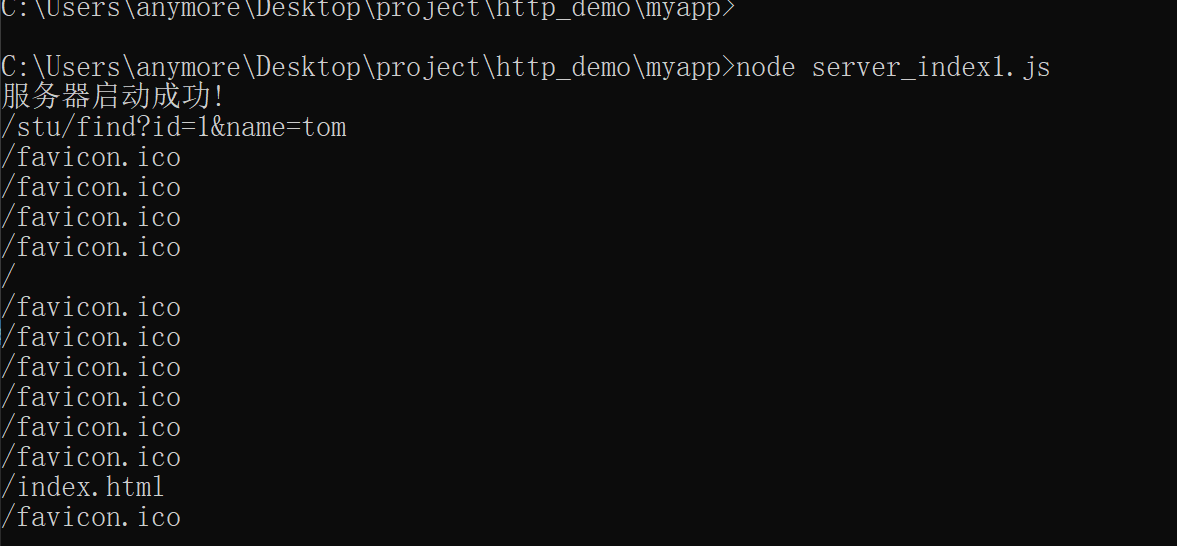 C:\Users\anymore\Desktop\project\http_demo\myapp>
C:\Users\anymore\Desktop\project\http_demo\myapp>node server_index1.js
服务器启动成功!
/stu/find?id=1&name=tom
/favicon.ico
/favicon.ico
/favicon.ico
/favicon.ico
/
/favicon.ico
/favicon.ico
/favicon.ico
/favicon.ico
/favicon.ico
/favicon.ico
/index.html
/favicon.ico